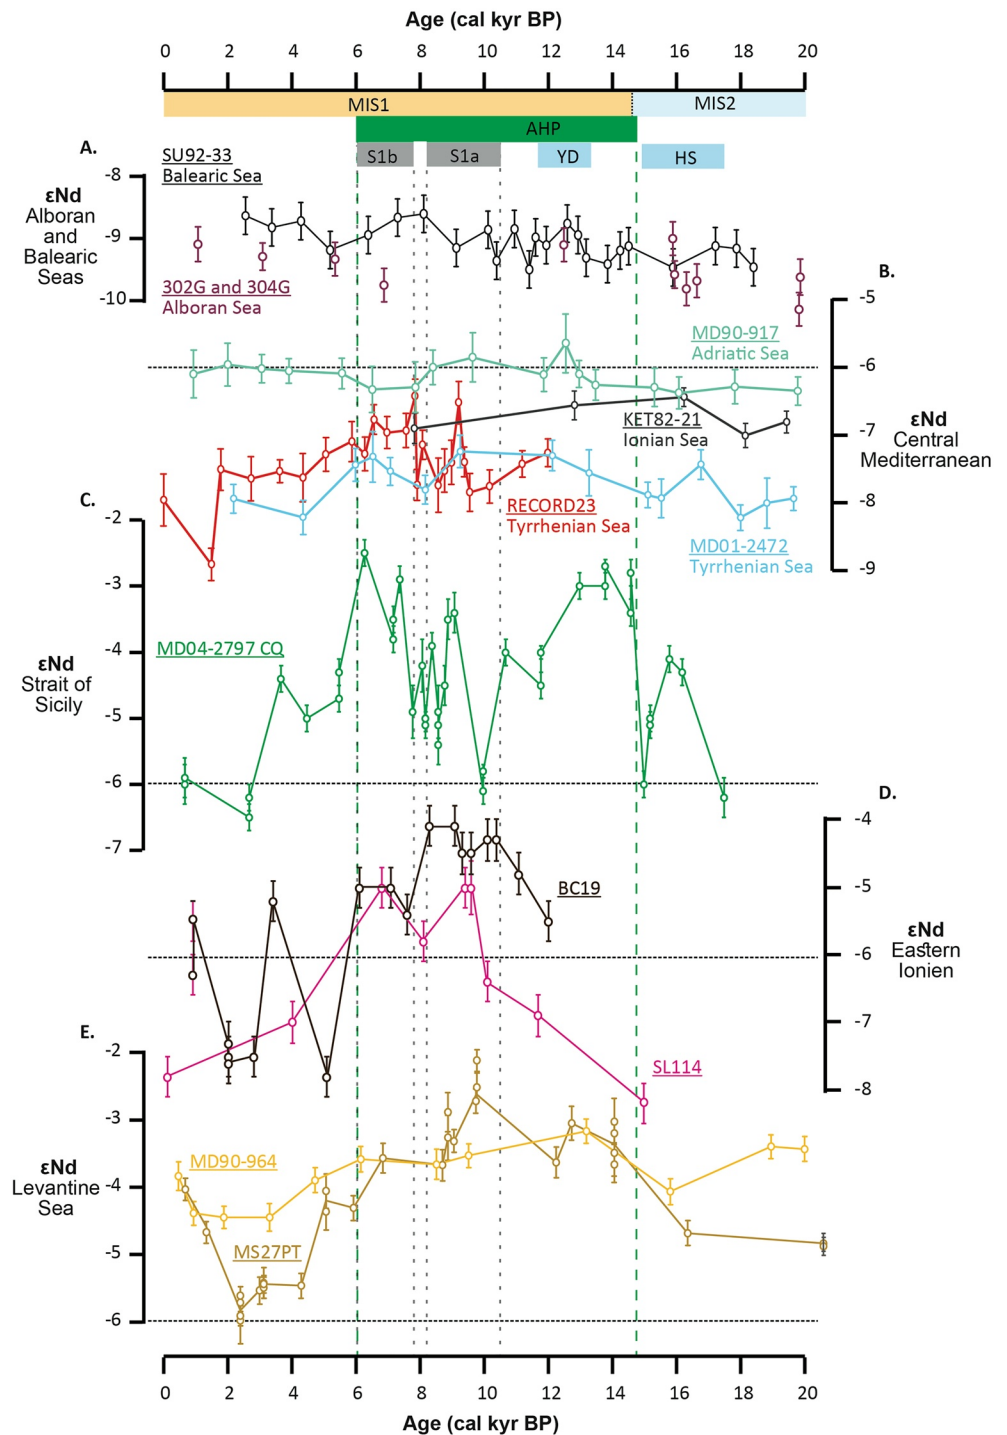 Age (cal kyr BP)
0 2 4 6 8 10 12 14 16 18 20
MIS1 MIS2
AHP
A.
S1b S1a YD HS
SU92-33
Balearic Sea
-8
εNd
Alboran
and
Balearic
Seas
-9
-10
302G and 304G
Alboran Sea
B.
-5
MD90-917
Adriatic Sea
-6
KET82-21
Ionian Sea
-7
εNd
Central
Mediterranean
C.
-8
RECORD23
Tyrrhenian Sea
-2
MD01-2472
Tyrrhenian Sea
-9
-3
MD04-2797 CQ
-4
εNd
Strait of
Sicily
-5
-6
D.
-4
-7
BC19
-5
εNd
Eastern
Ionien
-6
-7
E.
-2
SL114
-8
-3
MD90-964
εNd
Levantine
Sea
-4
MS27PT
-5
-6
0 2 4 6 8 10 12 14 16 18 20
Age (cal kyr BP)